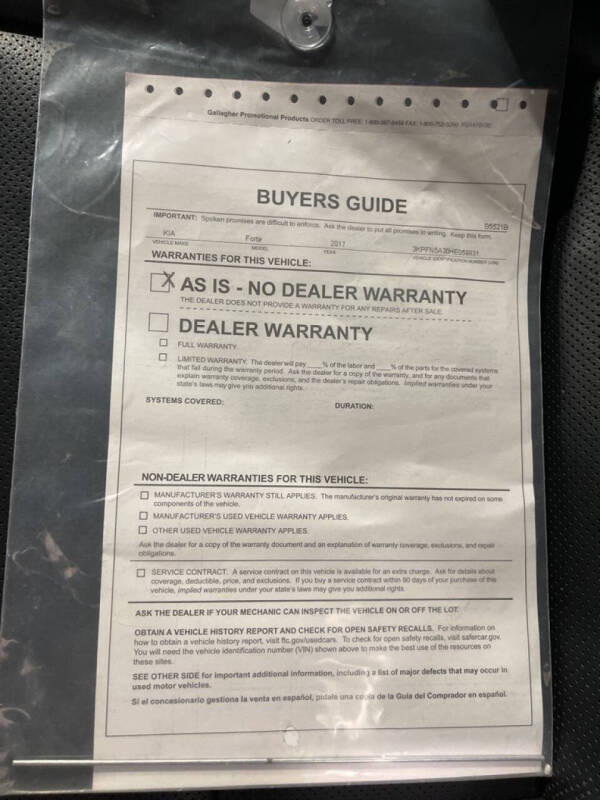 Gallagher Promotional Products ORDER TOLL FREE:
BUYERS GUIDE
IMPORTANT: Spoken promises are difficult to enforce. Ask the dealer to put all promises in writing. Keep this form.
B5521B
KIA Forte 2017
VEHICLE MAKE MODEL YEAR VEHICLE IDENTIFICATION NUMBER (VIN)
WARRANTIES FOR THIS VEHICLE:
X AS IS - NO DEALER WARRANTY
THE DEALER DOES NOT PROVIDE A WARRANTY FOR ANY REPAIRS AFTER SALE.
DEALER WARRANTY
FULL WARRANTY.
LIMITED WARRANTY. The dealer will pay ____% of the labor and ____% of the parts for the covered systems
that fail during the warranty period. Ask the dealer for a copy of the warranty, and for any documents that
explain warranty coverage, exclusions, and the dealer's repair obligations. Implied warranties under your
state's laws may give you additional rights.
SYSTEMS COVERED: DURATION:
NON-DEALER WARRANTIES FOR THIS VEHICLE:
MANUFACTURER'S WARRANTY STILL APPLIES. The manufacturer's original warranty has not expired on some
components of the vehicle.
MANUFACTURER'S USED VEHICLE WARRANTY APPLIES.
OTHER USED VEHICLE WARRANTY APPLIES.
Ask the dealer for a copy of the warranty document and an explanation of warranty coverage, exclusions, and repair
obligations.
SERVICE CONTRACT. A service contract on this vehicle is available for an extra charge. Ask for details about
coverage, deductible, price, and exclusions. If you buy a service contract within 90 days of your purchase of this
vehicle, implied warranties under your state's laws may give you additional rights.
ASK THE DEALER IF YOUR MECHANIC CAN INSPECT THE VEHICLE ON OR OFF THE LOT.
OBTAIN A VEHICLE HISTORY REPORT AND CHECK FOR OPEN SAFETY RECALLS. For information on
how to obtain a vehicle history report, visit ftc.gov/usedcars. To check for open safety recalls, visit safercar.gov.
You will need the vehicle identification number (VIN) shown above to make the best use of the resources on
these sites.
SEE OTHER SIDE for important additional information, including a list of major defects that may occur in
used motor vehicles.
Si el concesionario gestiona la venta en español, pídale una copia de la Guía del Comprador en español.